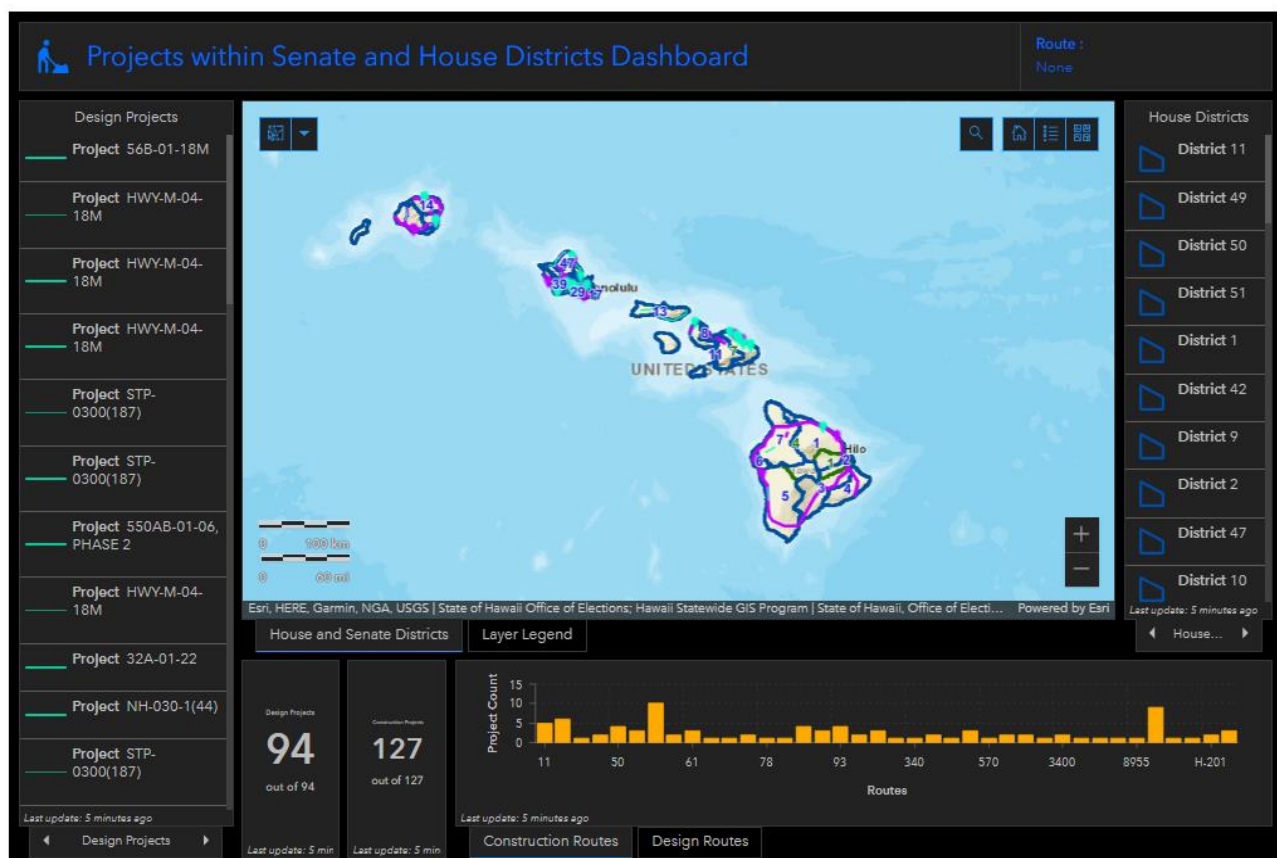 Projects within Senate and House Districts Dashboard
Route :
None
Design Projects
Project 56B-01-18M
Project HWY-M-04-
18M
Project HWY-M-04-
18M
Project HWY-M-04-
18M
Project STP-
0300(187)
Project STP-
0300(187)
Project 550AB-01-06,
PHASE 2
Project HWY-M-04-
18M
Project 32A-01-22
Project NH-030-1(44)
Project STP-
0300(187)
Last update: 5 minutes ago
Design Projects
14
47
39
29
17
nolulu
13
8
11
7
UNITED STATES
7
4
1
Hilo
6
1
2
5
3
4
0 100 km
0 60 mi
+
−
Esri, HERE, Garmin, NGA, USGS | State of Hawaii Office of Elections; Hawaii Statewide GIS Program | State of Hawaii, Office of Electi... Powered by Esri
House and Senate Districts
Layer Legend
House Districts
District 11
District 49
District 50
District 51
District 1
District 42
District 9
District 2
District 47
District 10
Last update: 5 minutes ago
House...
Design Projects
94
out of 94
Last update: 5 min
Construction Projects
127
out of 127
Last update: 5 min
Project Count
15
10
5
0
11 50 61 78 93 340 570 3400 8955 H-201
Routes
Last update: 5 minutes ago
Construction Routes
Design Routes